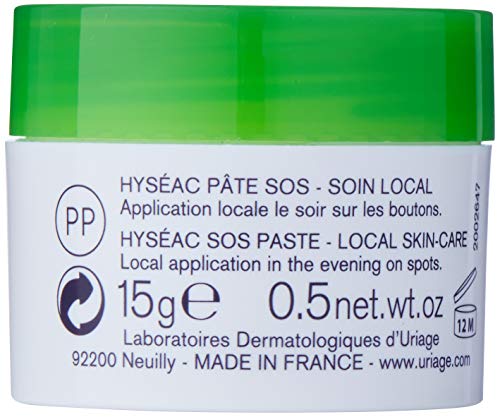 HYSÉAC PÂTE SOS - SOIN LOCAL
Application locale le soir sur les boutons.
PP
HYSÉAC SOS PASTE - LOCAL SKIN-CARE
Local application in the evening on spots.
2002647
15g℮ 0.5net.wt.oz
12M
Laboratoires Dermatologiques d'Uriage
92200 Neuilly - MADE IN FRANCE - www.uriage.com